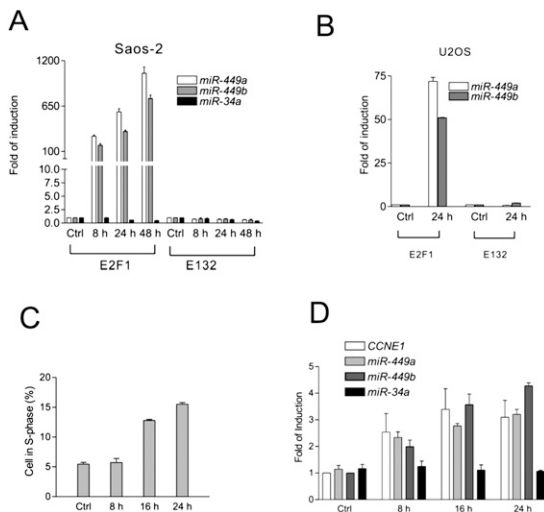 A
Saos-2
Fold of induction
1200
650
100
10.0
7.5
5.0
2.5
0.0
miR-449a
miR-449b
miR-34a
Ctrl 8 h 24 h 48 h Ctrl 8 h 24 h 48 h
E2F1 E132
B
U2OS
Fold of induction
75
50
25
0
miR-449a
miR-449b
Ctrl 24 h Ctrl 24 h
E2F1 E132
C
Cell in S-phase (%)
20
15
10
5
0
Ctrl 8 h 16 h 24 h
D
CCNE1
miR-449a
miR-449b
miR-34a
Fold of Induction
5
4
3
2
1
0
Ctrl 8 h 16 h 24 h